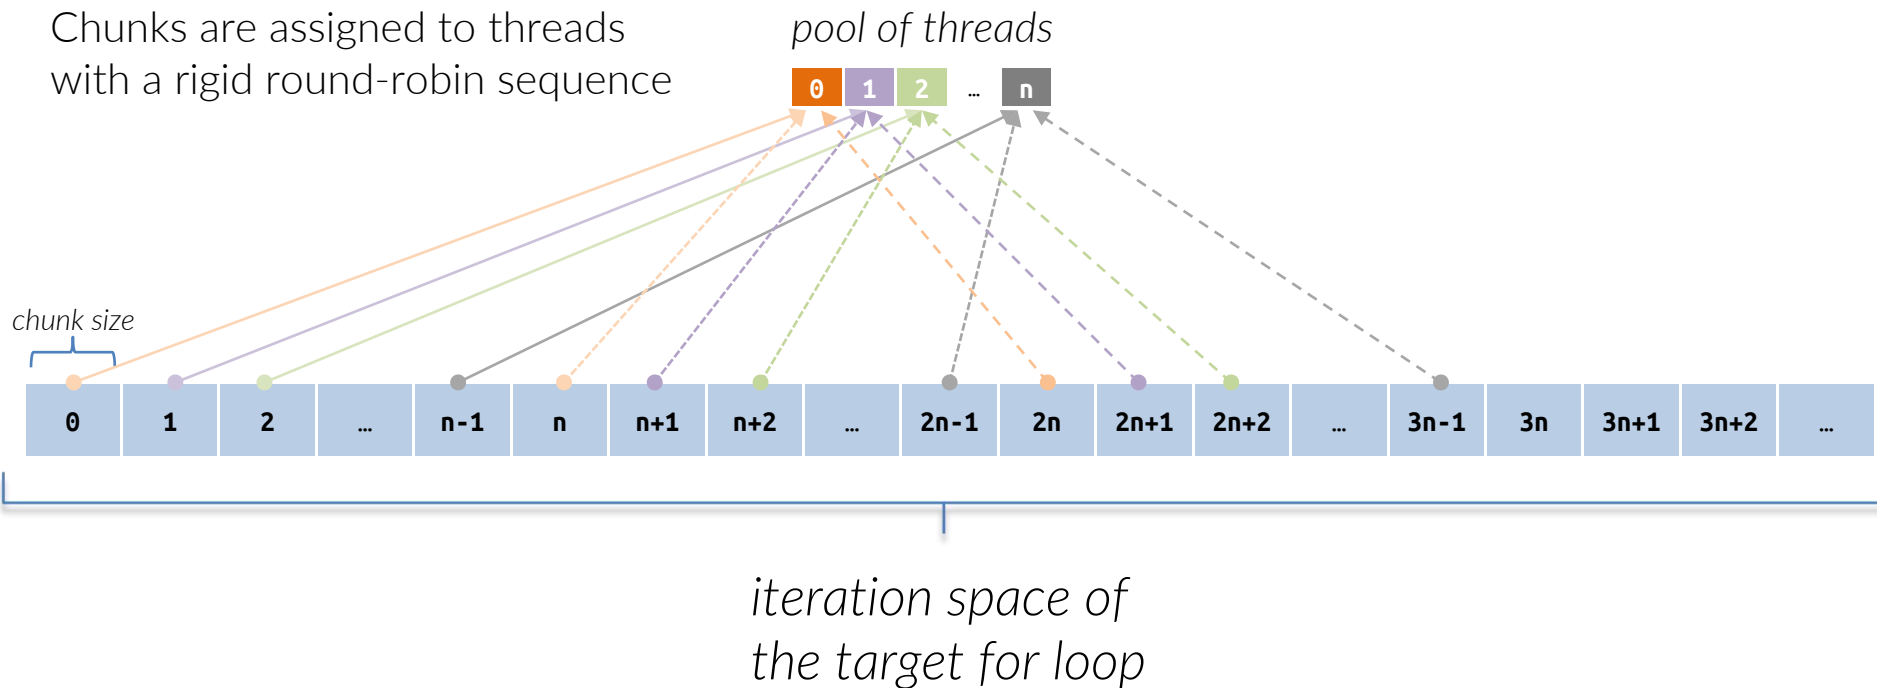 Chunks are assigned to threads
with a rigid round-robin sequence
pool of threads
0 1 2 … n
chunk size
0 1 2 … n-1 n n+1 n+2 … 2n-1 2n 2n+1 2n+2 … 3n-1 3n 3n+1 3n+2 …
iteration space of
the target for loop